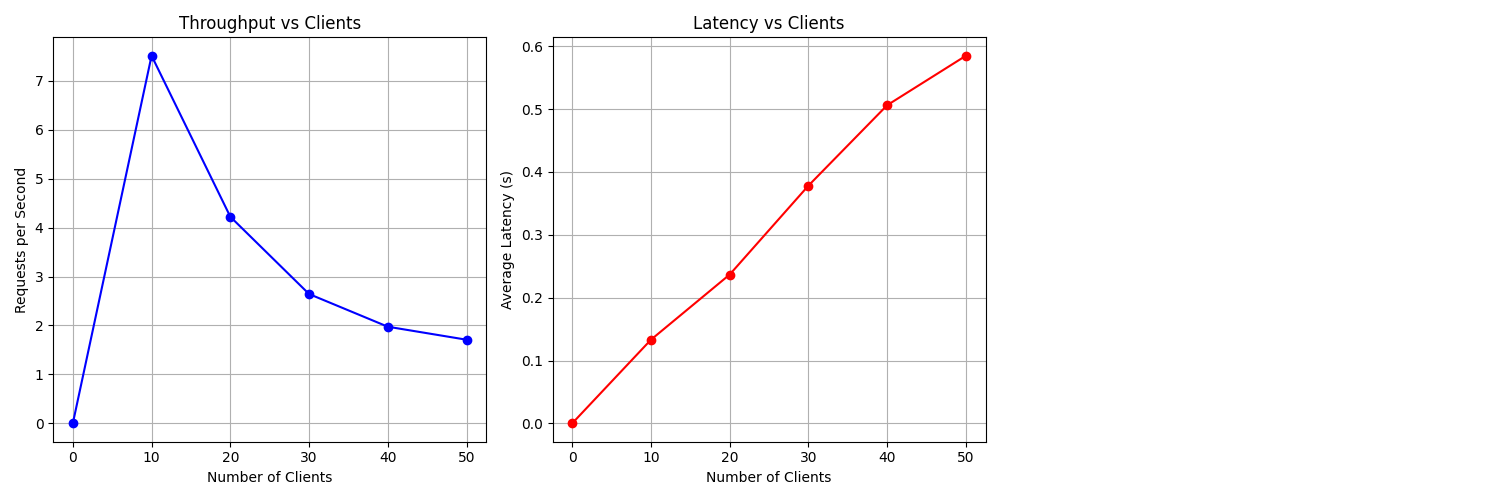 Throughput vs Clients
Requests per Second
7
6
5
4
3
2
1
0
0 10 20 30 40 50
Number of Clients
Latency vs Clients
Average Latency (s)
0.6
0.5
0.4
0.3
0.2
0.1
0.0
0 10 20 30 40 50
Number of Clients